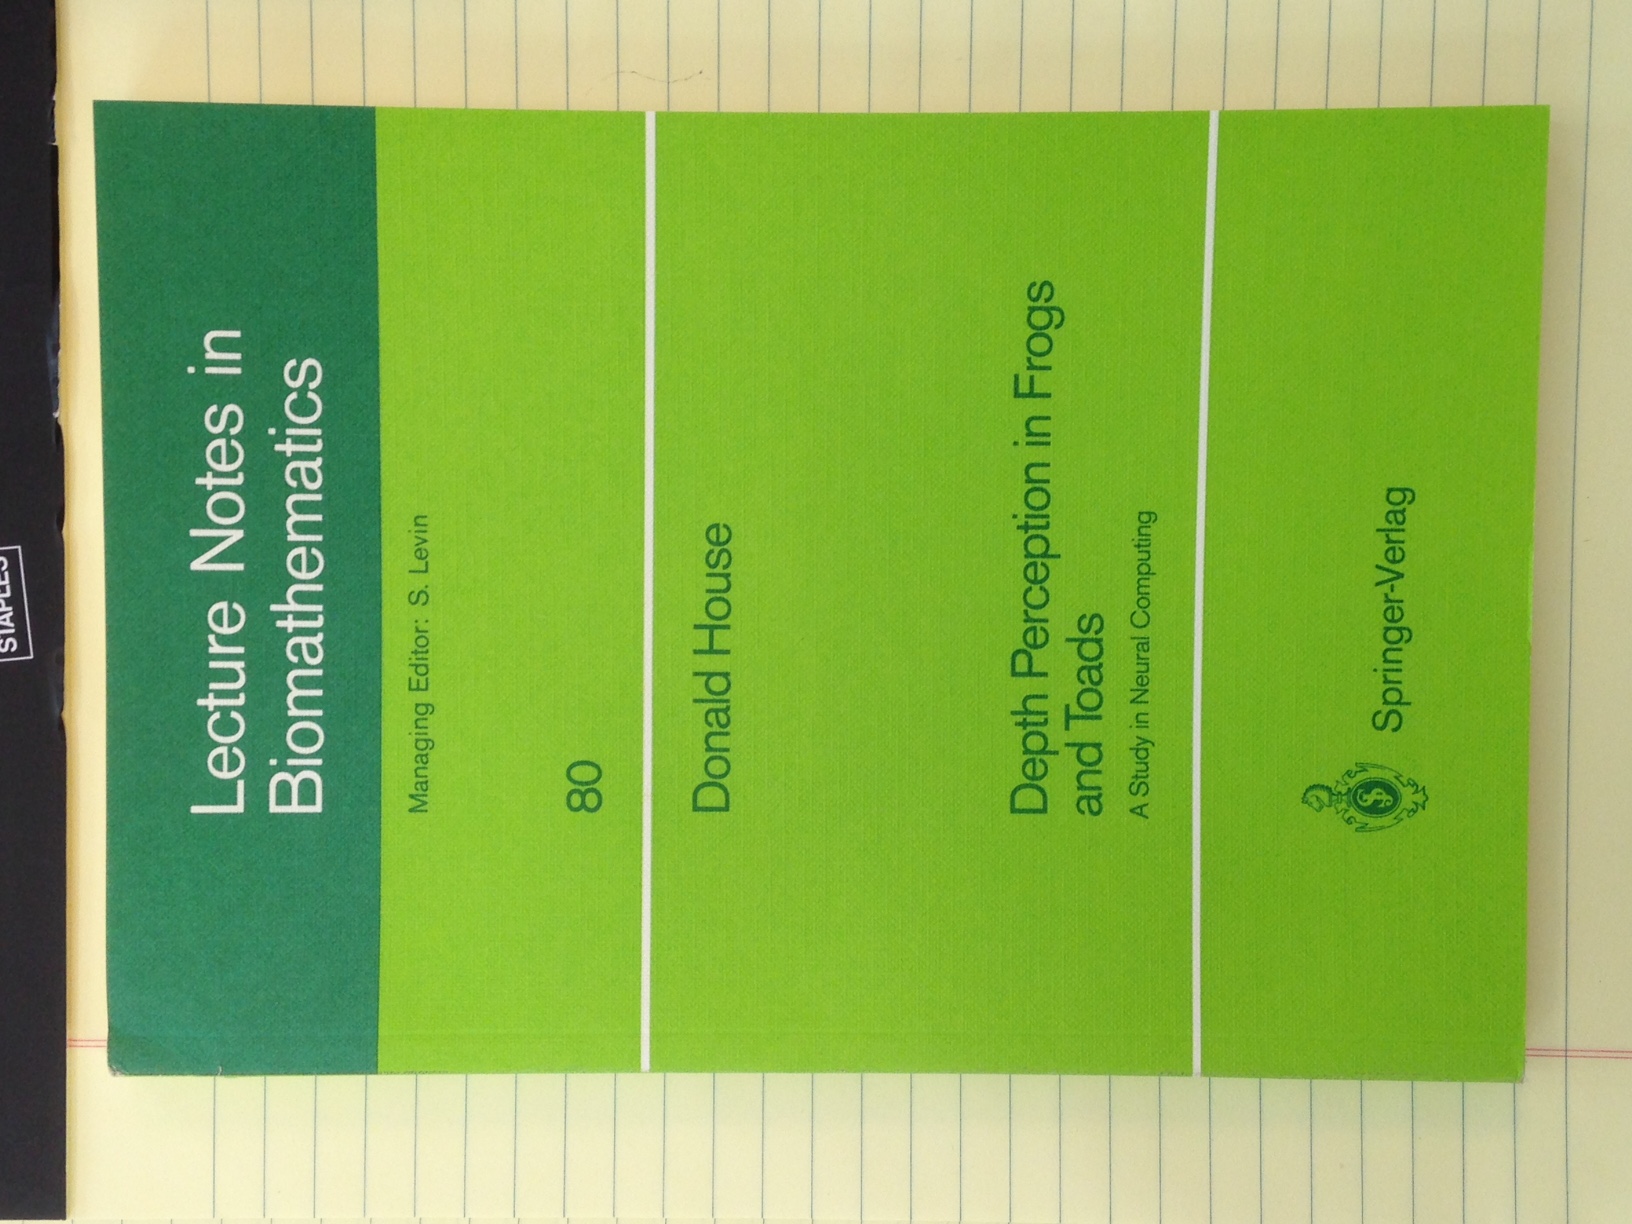 STAPLES
Lecture Notes in
Biomathematics
Managing Editor: S. Levin
80
Donald House
Depth Perception in Frogs
and Toads
A Study in Neural Computing
Springer-Verlag